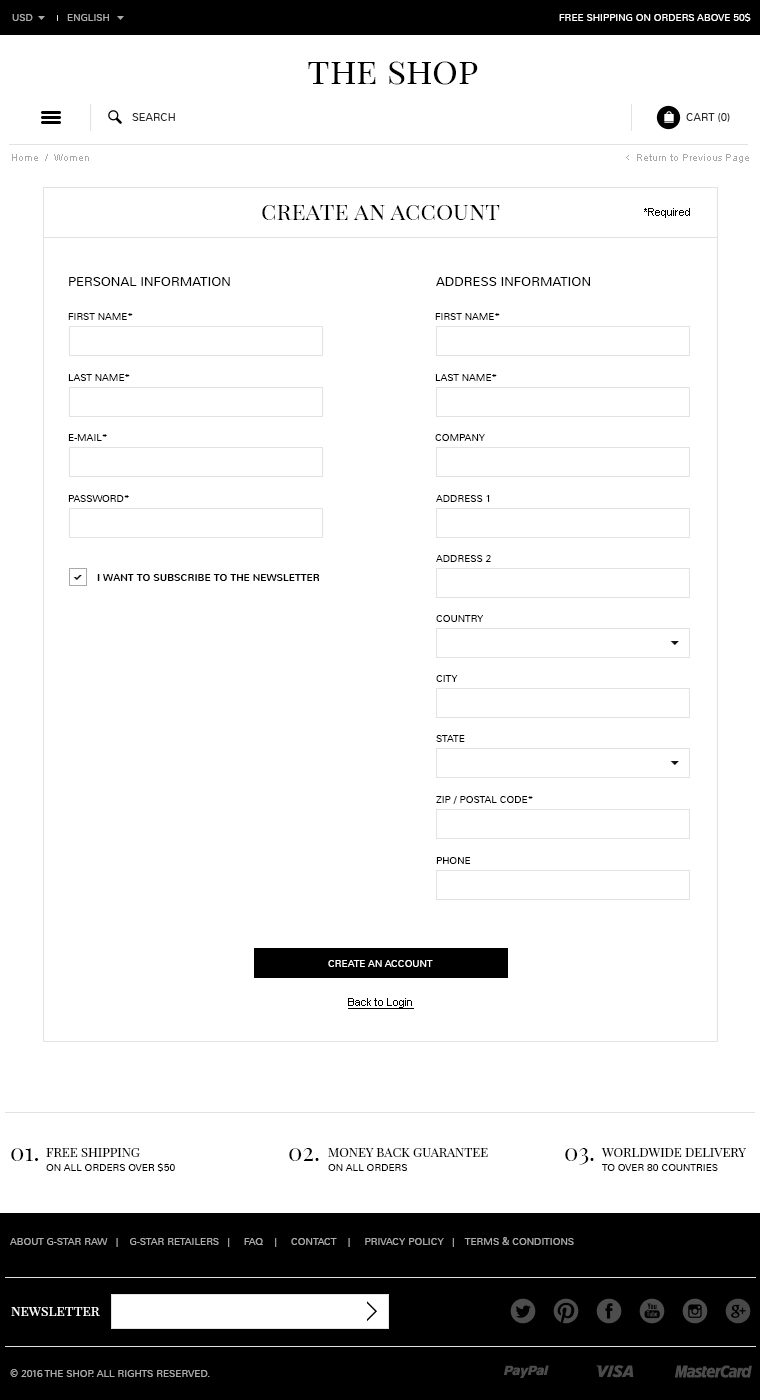 USD | ENGLISH
FREE SHIPPING ON ORDERS ABOVE 50$
THE SHOP
SEARCH
CART (0)
Home / Women
< Return to Previous Page
CREATE AN ACCOUNT
*Required
PERSONAL INFORMATION
FIRST NAME*
LAST NAME*
E-MAIL*
PASSWORD*
I WANT TO SUBSCRIBE TO THE NEWSLETTER
ADDRESS INFORMATION
FIRST NAME*
LAST NAME*
COMPANY
ADDRESS 1
ADDRESS 2
COUNTRY
CITY
STATE
ZIP / POSTAL CODE*
PHONE
CREATE AN ACCOUNT
Back to Login
01. FREE SHIPPING
ON ALL ORDERS OVER $50
02. MONEY BACK GUARANTEE
ON ALL ORDERS
03. WORLDWIDE DELIVERY
TO OVER 80 COUNTRIES
ABOUT G-STAR RAW | G-STAR RETAILERS | FAQ | CONTACT | PRIVACY POLICY | TERMS & CONDITIONS
NEWSLETTER
You Tube
g+
© 2016 THE SHOP. ALL RIGHTS RESERVED.
PayPal
VISA
MasterCard